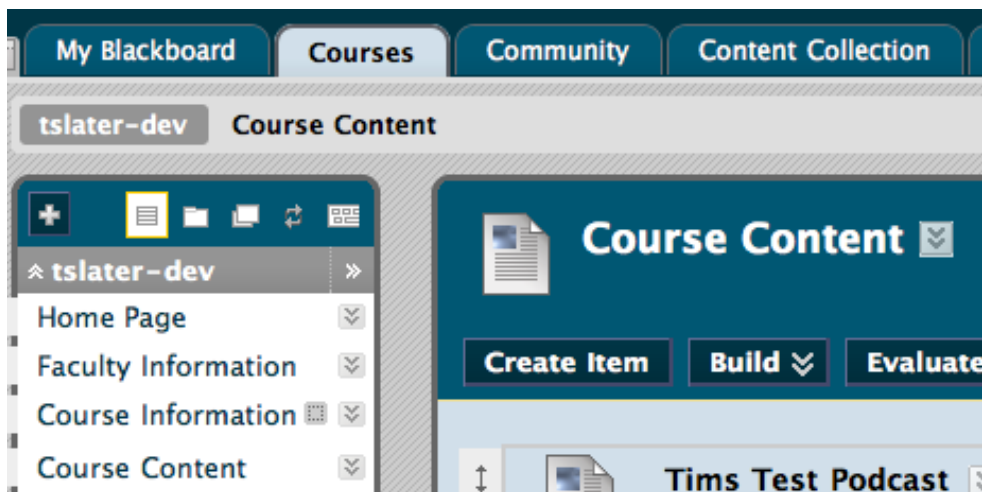 My Blackboard Courses Community Content Collection
tslater-dev Course Content
tslater-dev
Home Page
Faculty Information
Course Information
Course Content
Course Content
Create Item Build Evaluate
Tims Test Podcast